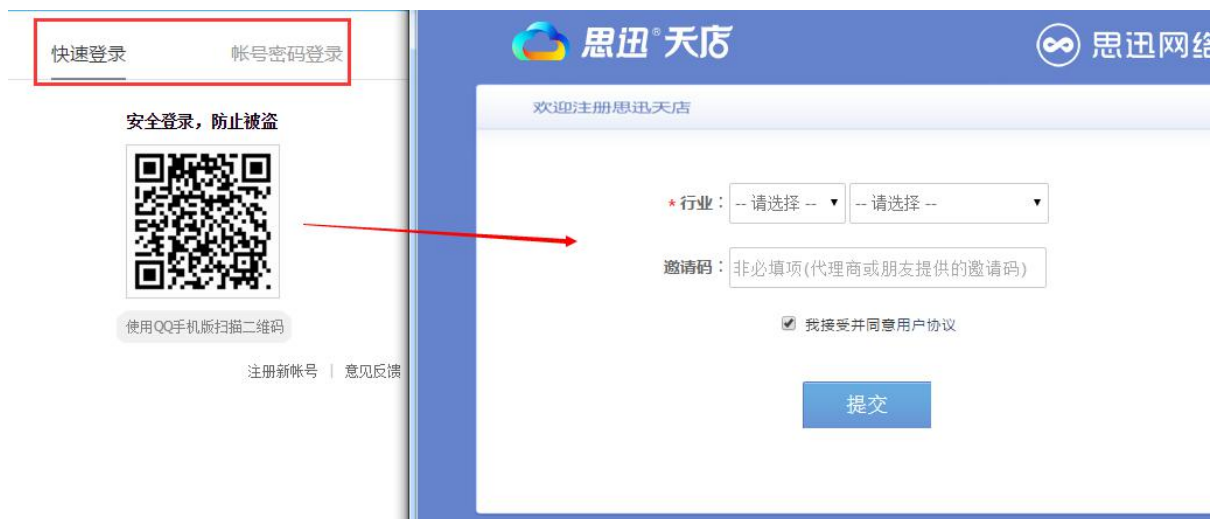 快速登录 帐号密码登录
安全登录，防止被盗
使用QQ手机版扫描二维码
注册新帐号 | 意见反馈
思迅®天店
思迅网络
欢迎注册思迅天店
* 行业： -- 请选择 -- -- 请选择 --
邀请码： 非必填项(代理商或朋友提供的邀请码)
我接受并同意用户协议
提交